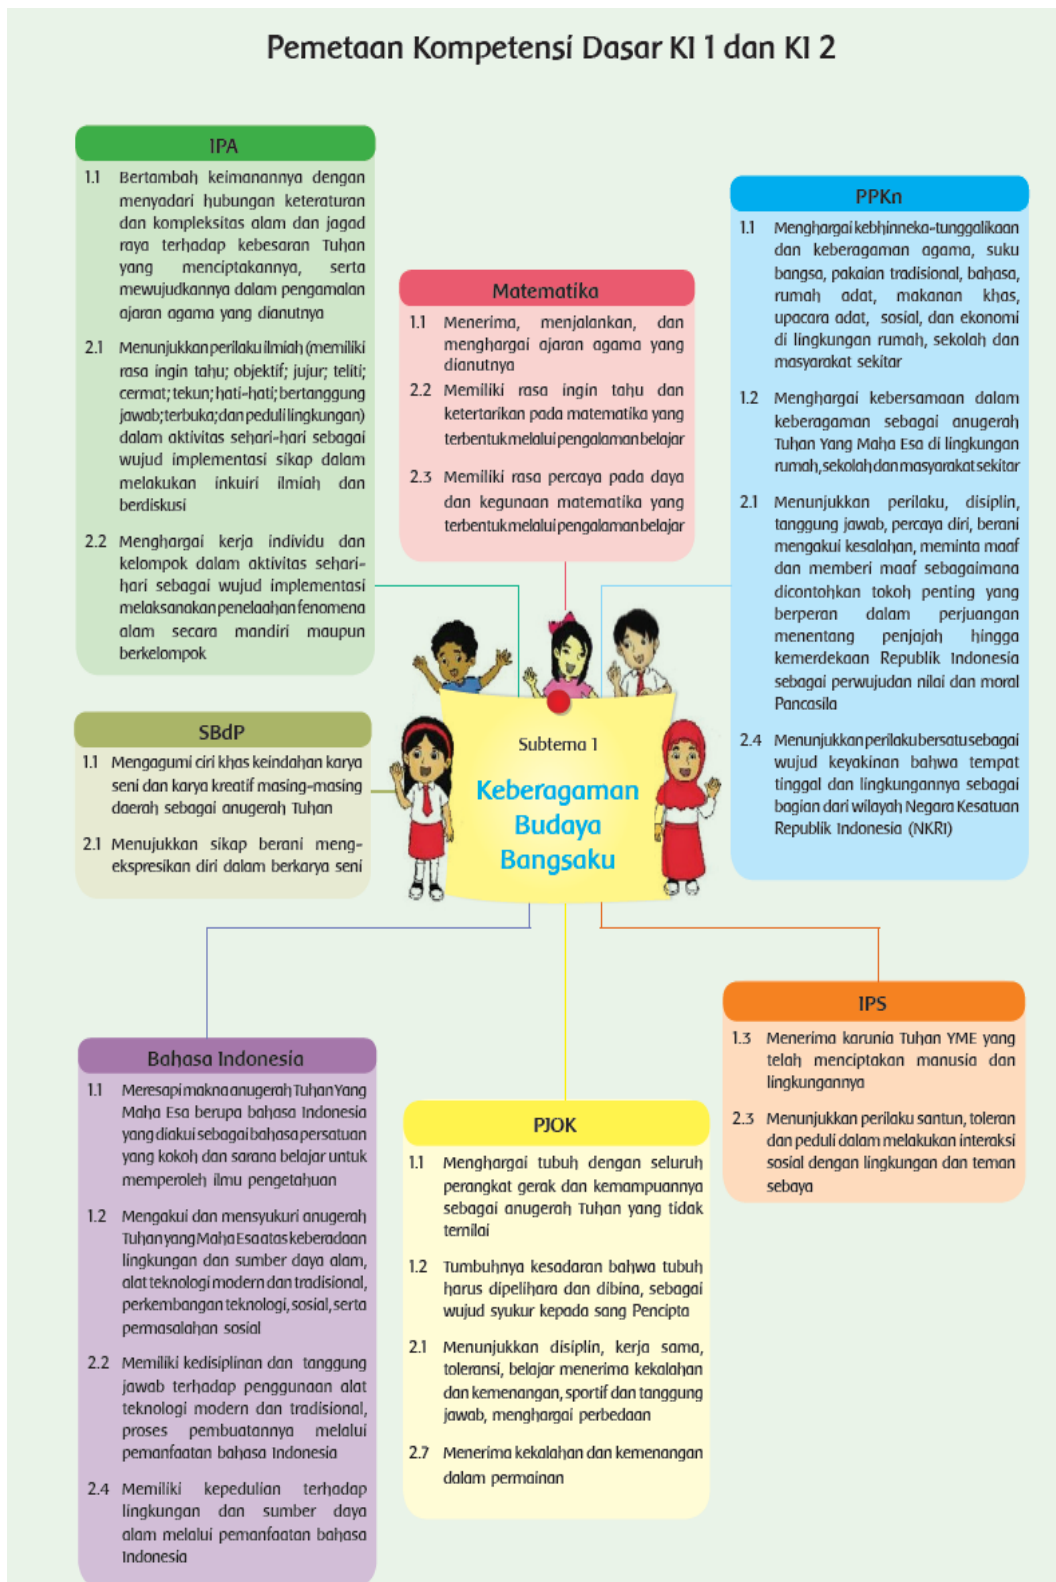 Pemetaan Kompetensi Dasar KI 1 dan KI 2
IPA
1.1 Bertambah keimanannya dengan
menyadari hubungan keteraturan
dan kompleksitas alam dan jagad
raya terhadap kebesaran Tuhan
yang menciptakannya, serta
mewujudkannya dalam pengamalan
ajaran agama yang dianutnya
2.1 Menunjukkan perilaku ilmiah (memiliki
rasa ingin tahu; objektif; jujur; teliti;
cermat; tekun; hati-hati; bertanggung
jawab; terbuka; dan peduli lingkungan)
dalam aktivitas sehari-hari sebagai
wujud implementasi sikap dalam
melakukan inkuiri ilmiah dan
berdiskusi
2.2 Menghargai kerja individu dan
kelompok dalam aktivitas sehari-
hari sebagai wujud implementasi
melaksanakan penelaahan fenomena
alam secara mandiri maupun
berkelompok
Matematika
1.1 Menerima, menjalankan, dan
menghargai ajaran agama yang
dianutnya
2.2 Memiliki rasa ingin tahu dan
ketertarikan pada matematika yang
terbentuk melalui pengalaman belajar
2.3 Memiliki rasa percaya pada daya
dan kegunaan matematika yang
terbentuk melalui pengalaman belajar
PPKn
1.1 Menghargai kebhinneka-tunggalikaan
dan keberagaman agama, suku
bangsa, pakaian tradisional, bahasa,
rumah adat, makanan khas,
upacara adat, sosial, dan ekonomi
di lingkungan rumah, sekolah dan
masyarakat sekitar
1.2 Menghargai kebersamaan dalam
keberagaman sebagai anugerah
Tuhan Yang Maha Esa di lingkungan
rumah, sekolah dan masyarakat sekitar
2.1 Menunjukkan perilaku, disiplin,
tanggung jawab, percaya diri, berani
mengakui kesalahan, meminta maaf
dan memberi maaf sebagaimana
dicontohkan tokoh penting yang
berperan dalam perjuangan
menentang penjajah hingga
kemerdekaan Republik Indonesia
sebagai perwujudan nilai dan moral
Pancasila
2.4 Menunjukkan perilaku bersatu sebagai
wujud keyakinan bahwa tempat
tinggal dan lingkungannya sebagai
bagian dari wilayah Negara Kesatuan
Republik Indonesia (NKRI)
SBdP
1.1 Mengagumi ciri khas keindahan karya
seni dan karya kreatif masing-masing
daerah sebagai anugerah Tuhan
2.1 Menujukkan sikap berani meng-
ekspresikan diri dalam berkarya seni
Subtema 1
Keberagaman
Budaya
Bangsaku
Bahasa Indonesia
1.1 Meresapi makna anugerah Tuhan Yang
Maha Esa berupa bahasa Indonesia
yang diakui sebagai bahasa persatuan
yang kokoh dan sarana belajar untuk
memperoleh ilmu pengetahuan
1.2 Mengakui dan mensyukuri anugerah
Tuhan yang Maha Esa atas keberadaan
lingkungan dan sumber daya alam,
alat teknologi modern dan tradisional,
perkembangan teknologi, sosial, serta
permasalahan sosial
2.2 Memiliki kedisiplinan dan tanggung
jawab terhadap penggunaan alat
teknologi modern dan tradisional,
proses pembuatannya melalui
pemanfaatan bahasa Indonesia
2.4 Memiliki kepedulian terhadap
lingkungan dan sumber daya
alam melalui pemanfaatan bahasa
Indonesia
PJOK
1.1 Menghargai tubuh dengan seluruh
perangkat gerak dan kemampuannya
sebagai anugerah Tuhan yang tidak
ternilai
1.2 Tumbuhnya kesadaran bahwa tubuh
harus dipelihara dan dibina, sebagai
wujud syukur kepada sang Pencipta
2.1 Menunjukkan disiplin, kerja sama,
toleransi, belajar menerima kekalahan
dan kemenangan, sportif dan tanggung
jawab, menghargai perbedaan
2.7 Menerima kekalahan dan kemenangan
dalam permainan
IPS
1.3 Menerima karunia Tuhan YME yang
telah menciptakan manusia dan
lingkungannya
2.3 Menunjukkan perilaku santun, toleran
dan peduli dalam melakukan interaksi
sosial dengan lingkungan dan teman
sebaya